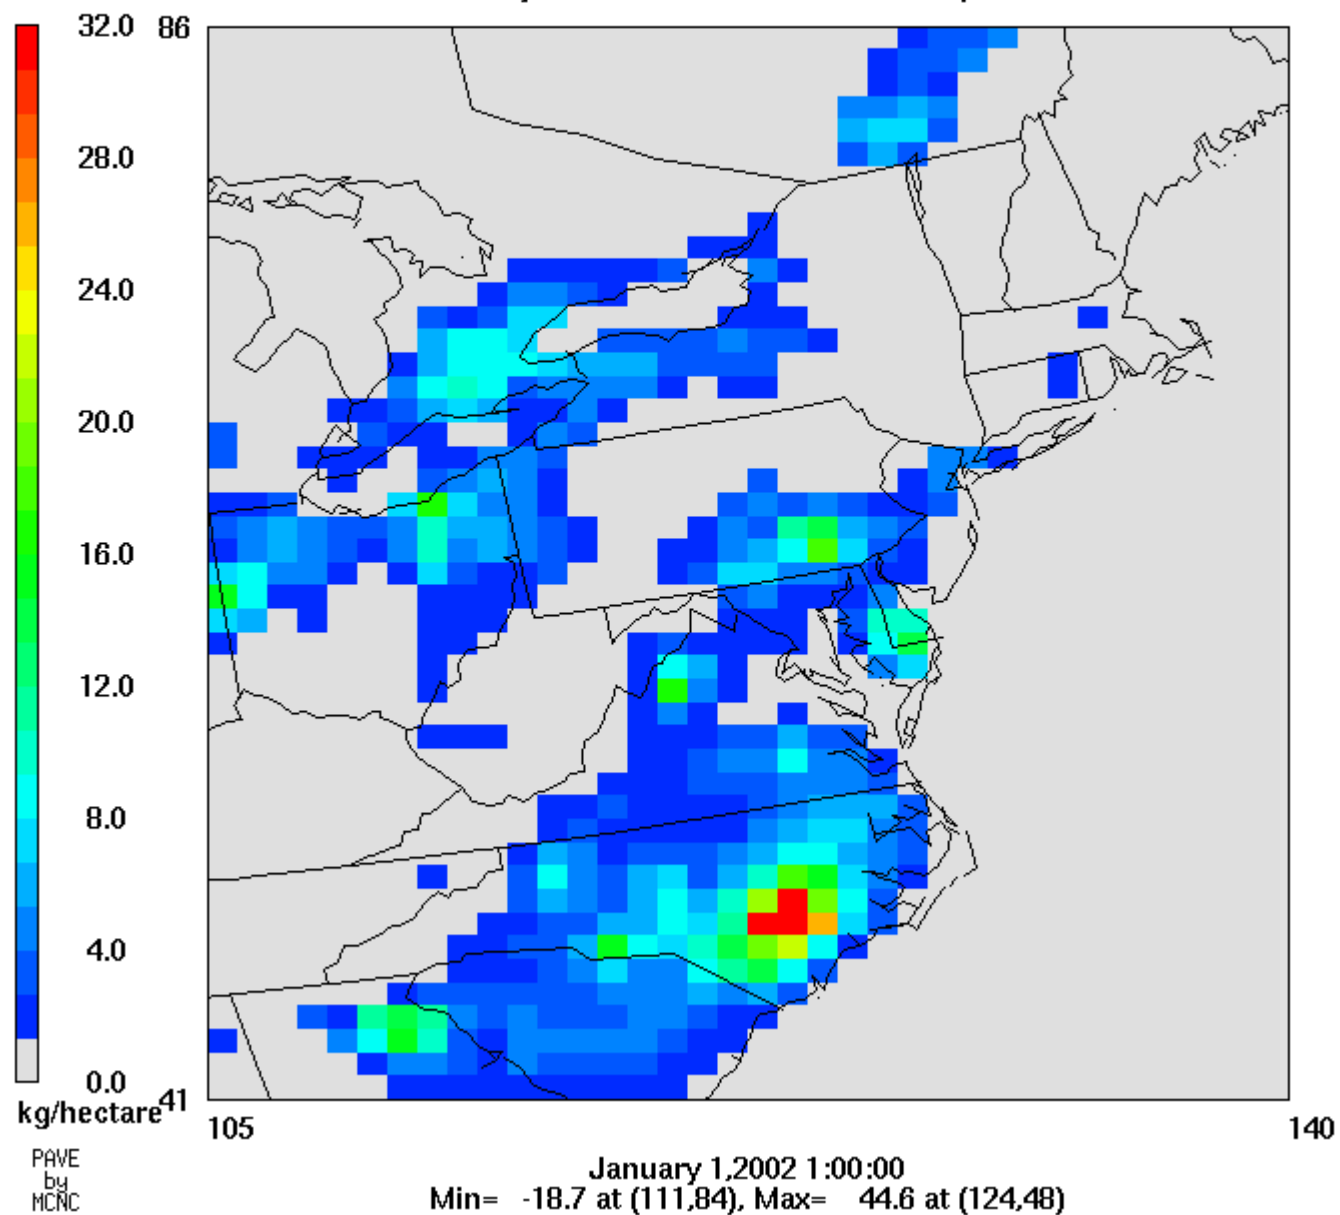 32.0
86
28.0
24.0
20.0
16.0
12.0
8.0
4.0
0.0
41
kg/hectare
105
140
PAVE
by
MCNC
January 1,2002 1:00:00
Min= -18.7 at (111,84), Max= 44.6 at (124,48)